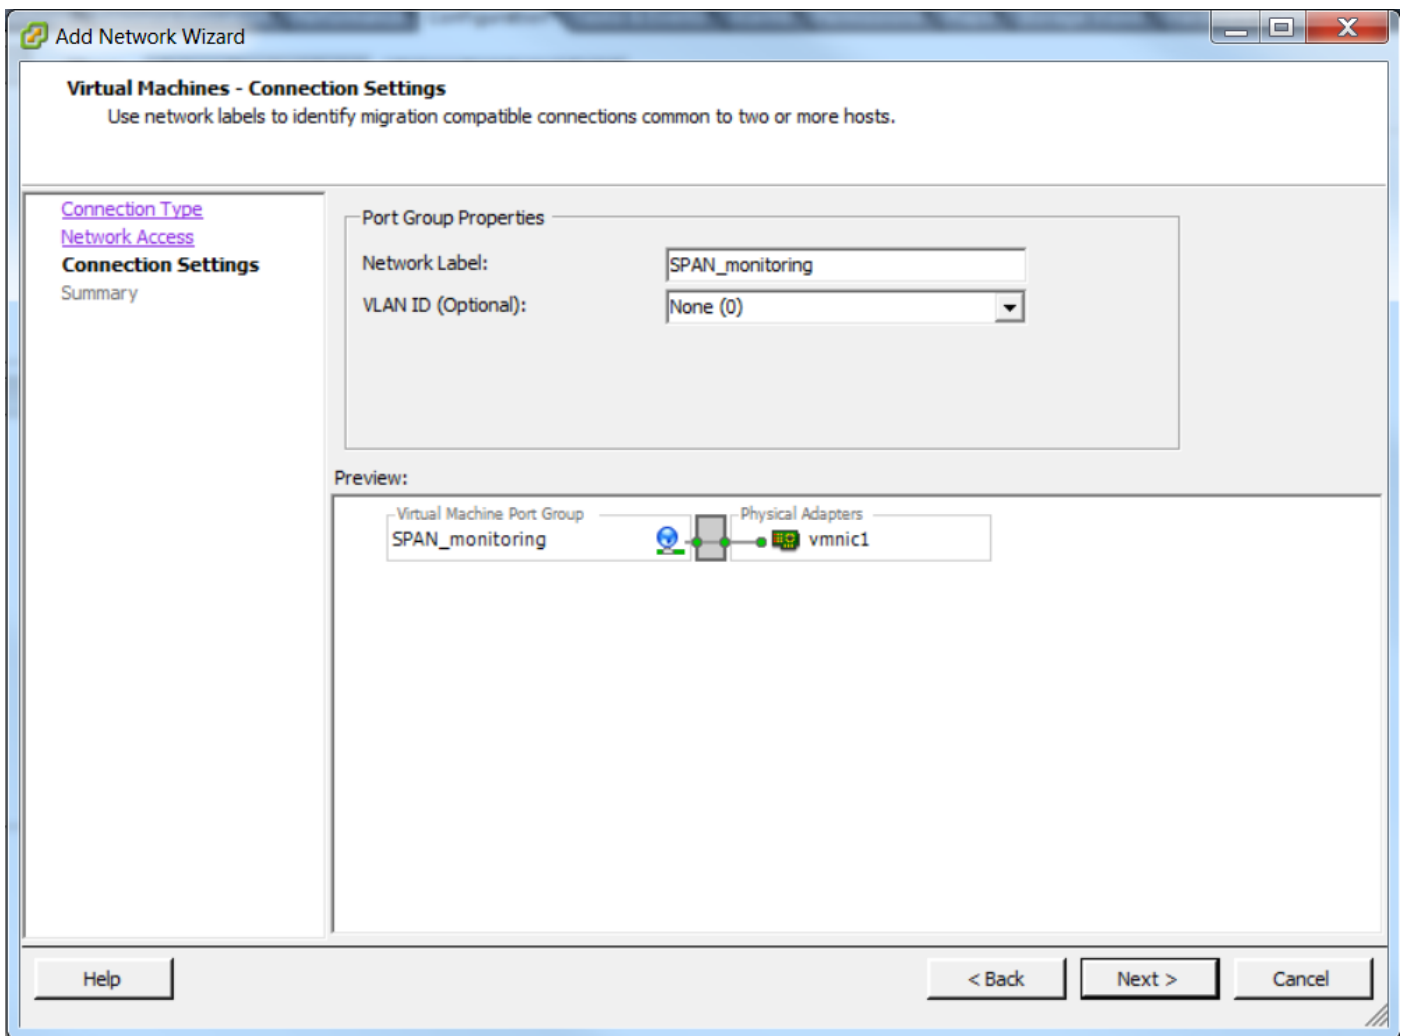 Configuration
Add Network Wizard
Virtual Machines - Connection Settings
Use network labels to identify migration compatible connections common to two or more hosts.
Connection Type
Network Access
Connection Settings
Summary
Port Group Properties
Network Label:
SPAN_monitoring
VLAN ID (Optional):
None (0)
Preview:
Virtual Machine Port Group
SPAN_monitoring
Physical Adapters
vmnic1
Help
< Back
Next >
Cancel